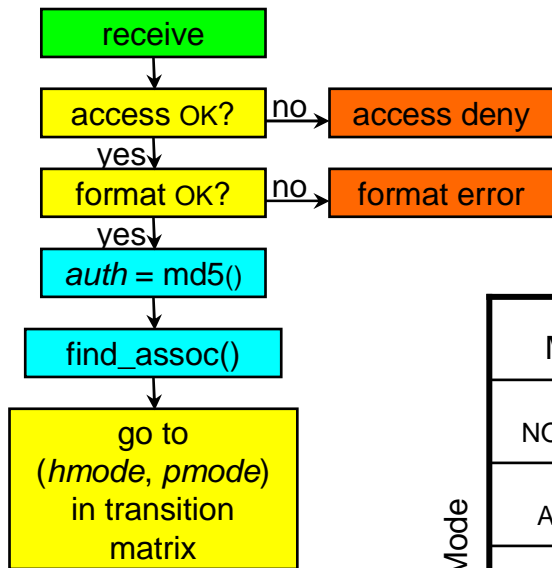 receive
access OK?
no
access deny
yes
format OK?
no
format error
yes
auth = md5()
find_assoc()
go to
(hmode, pmode)
in transition
matrix
Mode